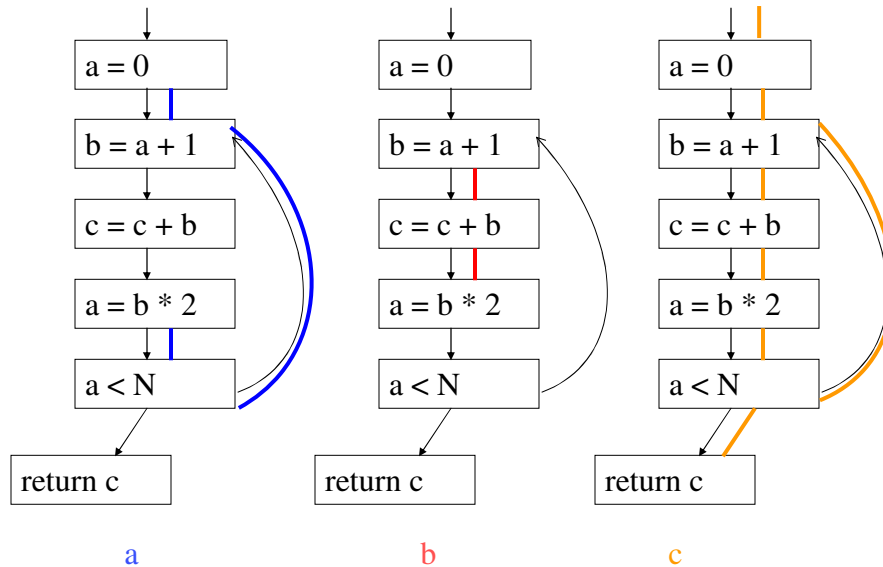 a = 0
b = a + 1
c = c + b
a = b * 2
a < N
return c
a
a = 0
b = a + 1
c = c + b
a = b * 2
a < N
return c
b
a = 0
b = a + 1
c = c + b
a = b * 2
a < N
return c
c